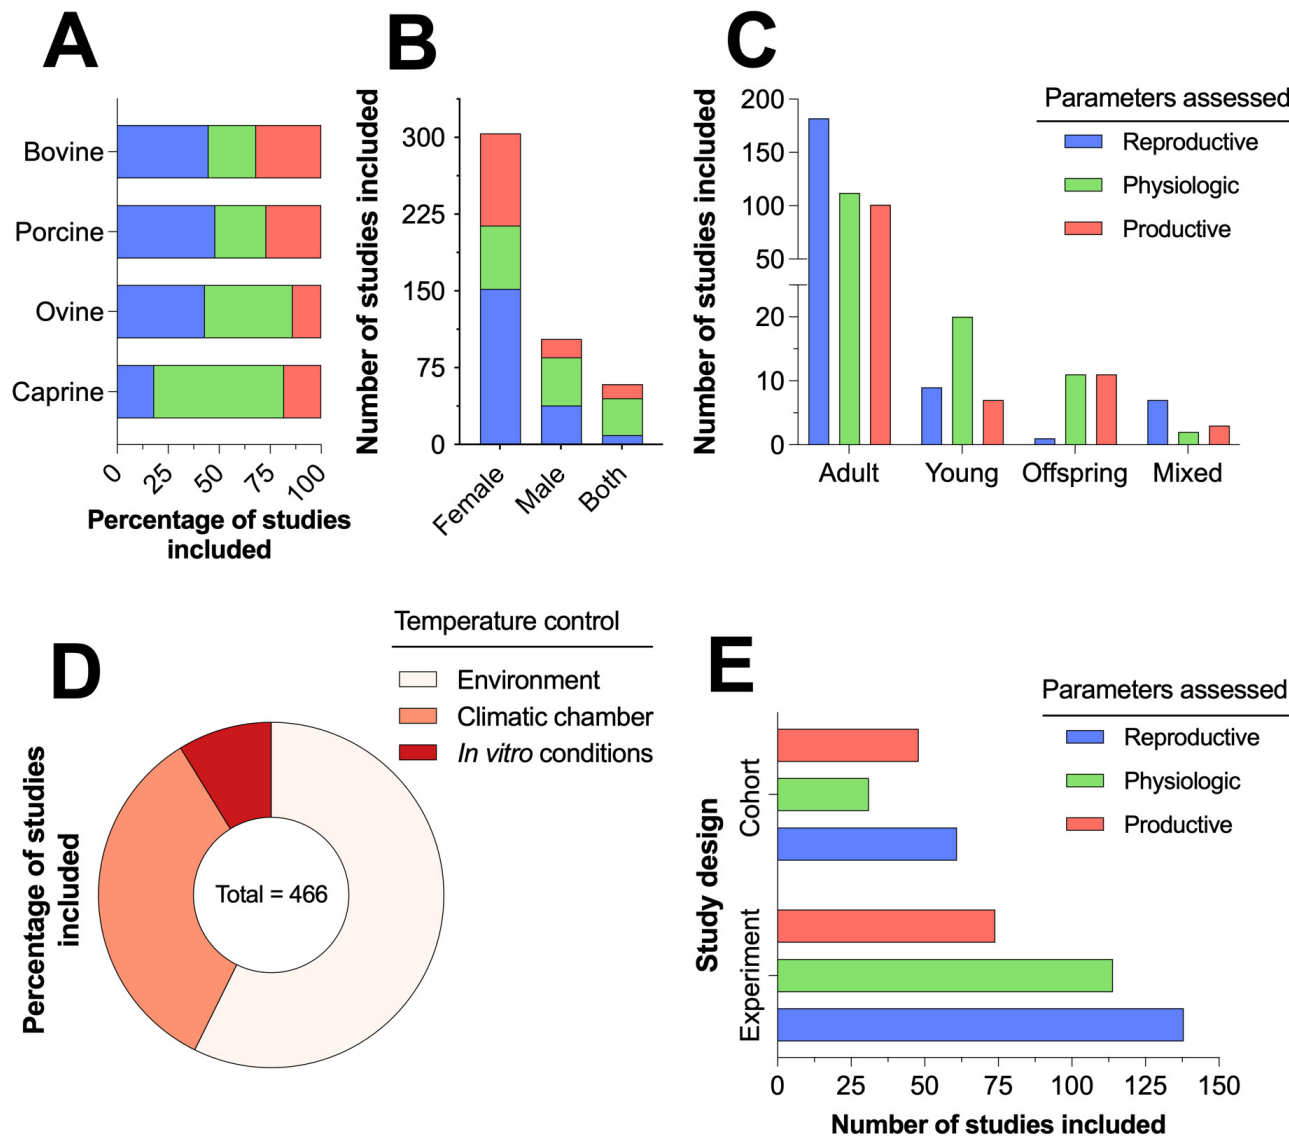 A
Bovine
Porcine
Ovine
Caprine
0
25
50
75
100
Percentage of studies
included
B
Number of studies included
300
225
150
75
0
Female
Male
Both
C
Number of studies included
200
150
100
50
20
10
0
Adult
Young
Offspring
Mixed
Parameters assessed
Reproductive
Physiologic
Productive
D
Percentage of studies
included
Temperature control
Environment
Climatic chamber
In vitro conditions
Total = 466
E
Parameters assessed
Reproductive
Physiologic
Productive
Study design
Cohort
Experiment
0
25
50
75
100
125
150
Number of studies included